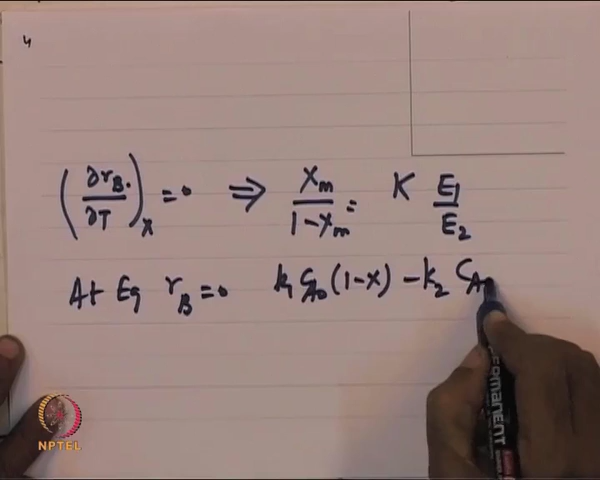 4
(∂r_B/∂T)_X = 0 ⇒ X_m/(1-X_m) = K E_1/E_2
At Eq r_B = 0 k_1 C_A0 (1-X) - k_2 C_A0
PERMANENT
NPTEL